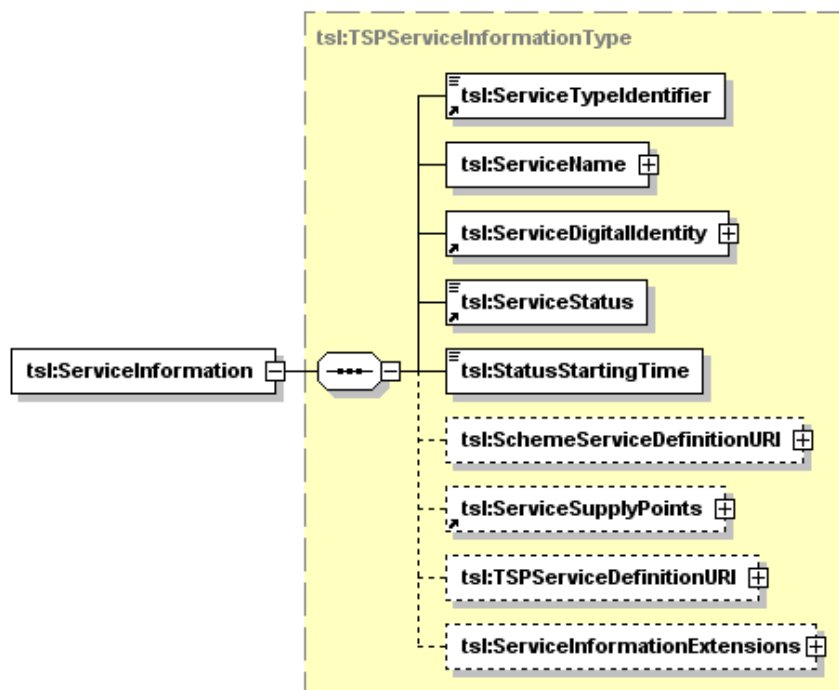 tsl:TSPServiceInformationType
tsl:ServiceTypeIdentifier
tsl:ServiceName
tsl:ServiceDigitalIdentity
tsl:ServiceStatus
tsl:ServiceInformation
tsl:StatusStartingTime
tsl:SchemeServiceDefinitionURI
tsl:ServiceSupplyPoints
tsl:TSPServiceDefinitionURI
tsl:ServiceInformationExtensions